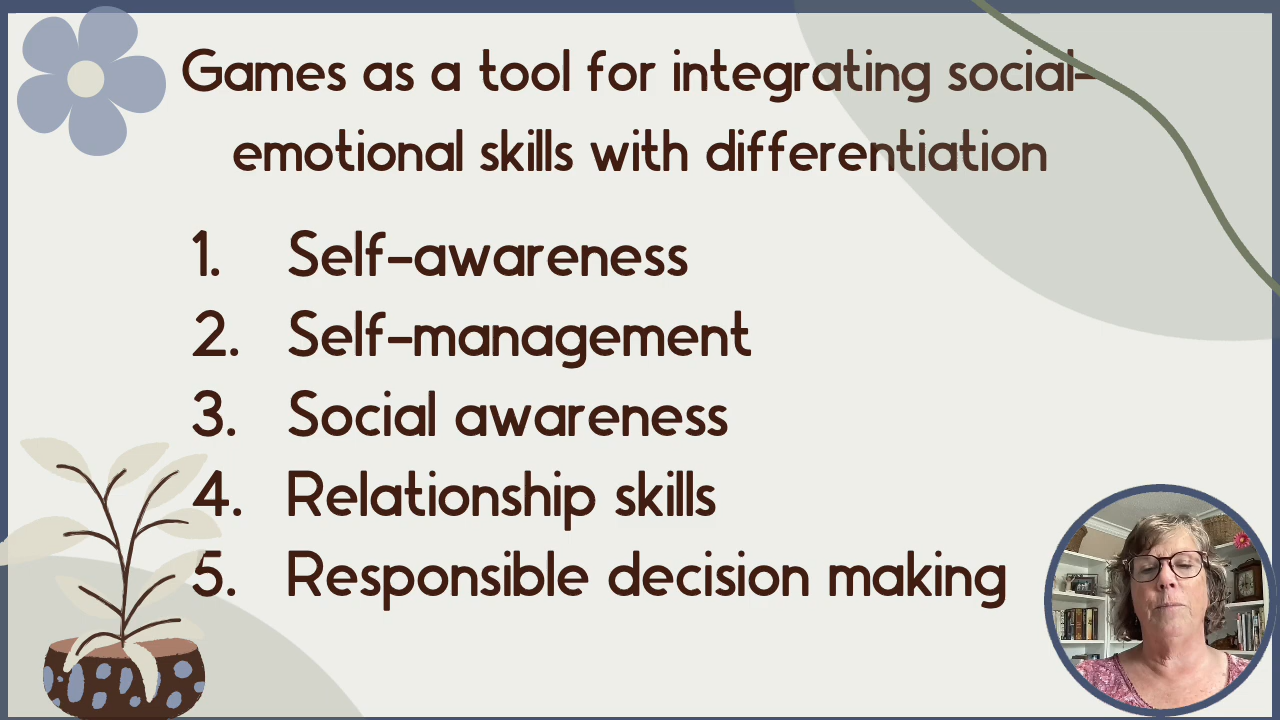 Games as a tool for integrating social-
emotional skills with differentiation
1. Self-awareness
2. Self-management
3. Social awareness
4. Relationship skills
5. Responsible decision making